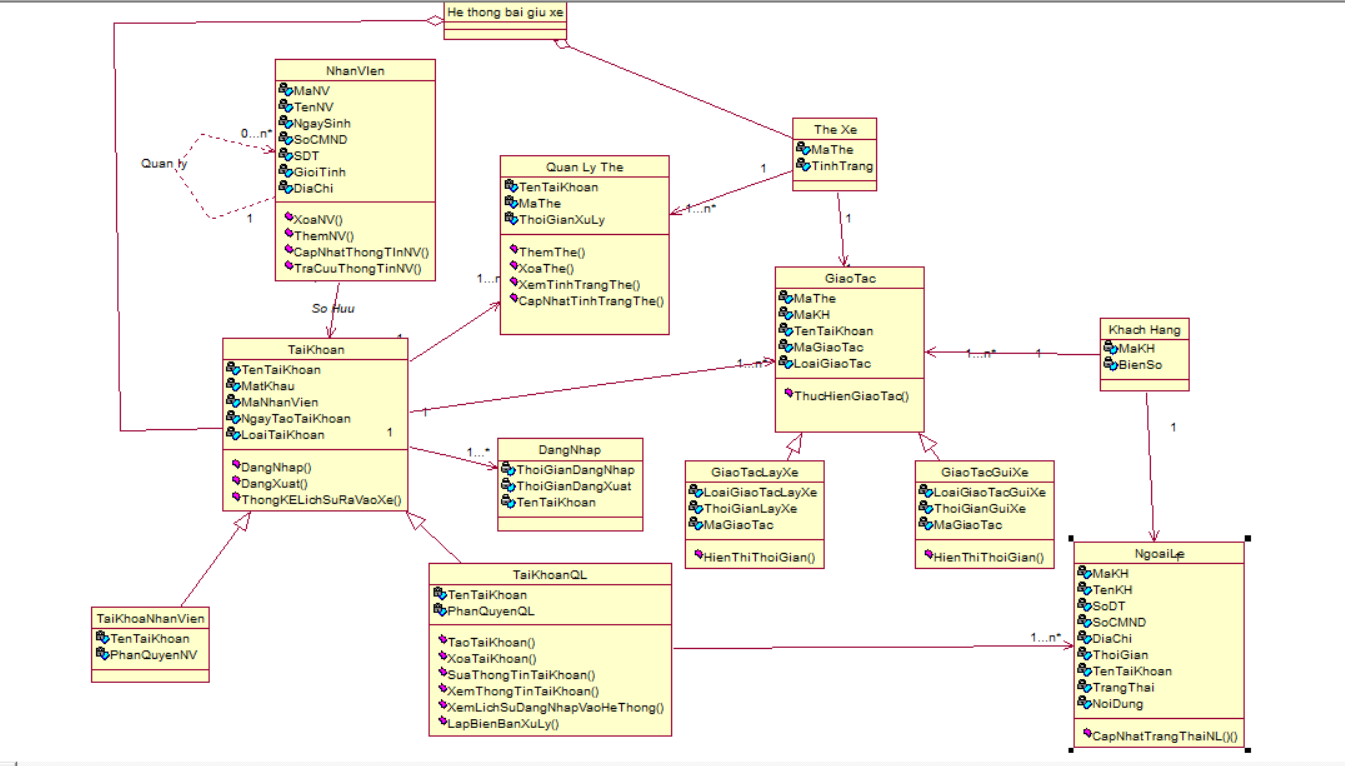 He thong bai giu xe
NhanVIen
MaNV
TenNV
NgaySinh
SoCMND
SDT
GioiTinh
DiaChi
XoaNV()
ThemNV()
CapNhatThongTInNV()
TraCuuThongTinNV()
0...n*
Quan ly
1
So Huu
The Xe
MaThe
TinhTrang
1
1...n*
1
Quan Ly The
TenTaiKhoan
MaThe
ThoiGianXuLy
ThemThe()
XoaThe()
XemTinhTrangThe()
CapNhatTinhTrangThe()
1...n
GiaoTac
MaThe
MaKH
TenTaiKhoan
MaGiaoTac
LoaiGiaoTac
ThucHienGiaoTac()
Khach Hang
MaKH
BienSo
1...n*
1
1
TaiKhoan
TenTaiKhoan
MatKhau
MaNhanVien
NgayTaoTaiKhoan
LoaiTaiKhoan
DangNhap()
DangXuat()
ThongKELichSuRaVaoXe()
1
1
1
1...n*
1...*
DangNhap
ThoiGianDangNhap
ThoiGianDangXuat
TenTaiKhoan
GiaoTacLayXe
LoaiGiaoTacLayXe
ThoiGianLayXe
MaGiaoTac
HienThiThoiGian()
GiaoTacGuiXe
LoaiGiaoTacGuiXe
ThoiGianGuiXe
MaGiaoTac
HienThiThoiGian()
TaiKhoaNhanVien
TenTaiKhoan
PhanQuyenNV
TaiKhoanQL
TenTaiKhoan
PhanQuyenQL
TaoTaiKhoan()
XoaTaiKhoan()
SuaThongTinTaiKhoan()
XemThongTinTaiKhoan()
XemLichSuDangNhapVaoHeThong()
LapBienBanXuLy()
1...n*
NgoaiLe
MaKH
TenKH
SoDT
SoCMND
DiaChi
ThoiGian
TenTaiKhoan
TrangThai
NoiDung
CapNhatTrangThaiNL()()